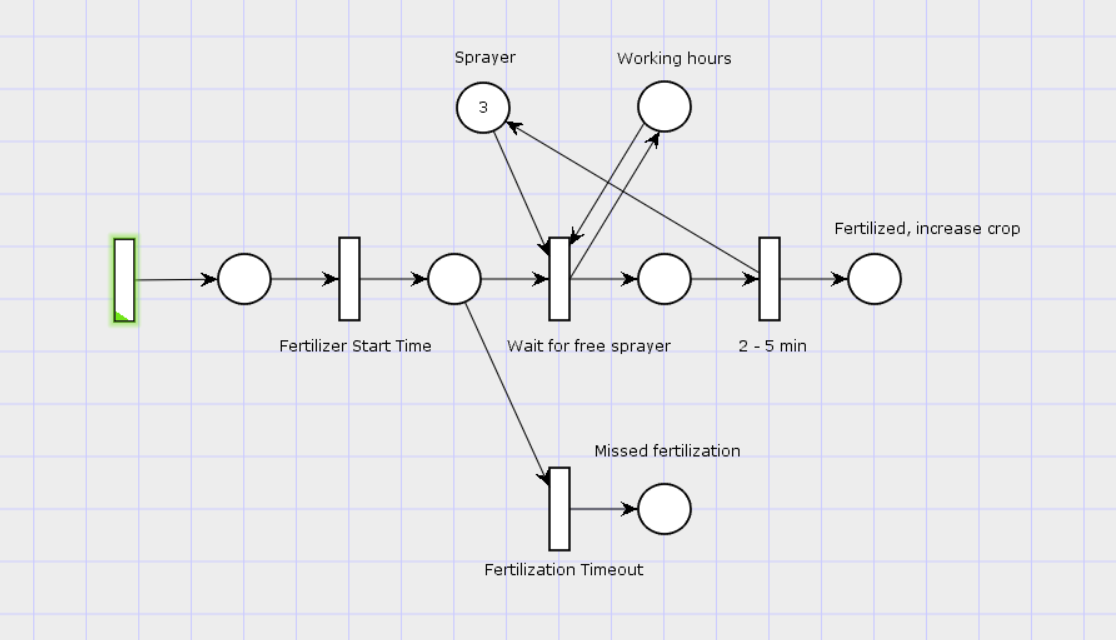 Sprayer
Working hours
3
Fertilized, increase crop
Fertilizer Start Time
Wait for free sprayer
2 - 5 min
Missed fertilization
Fertilization Timeout